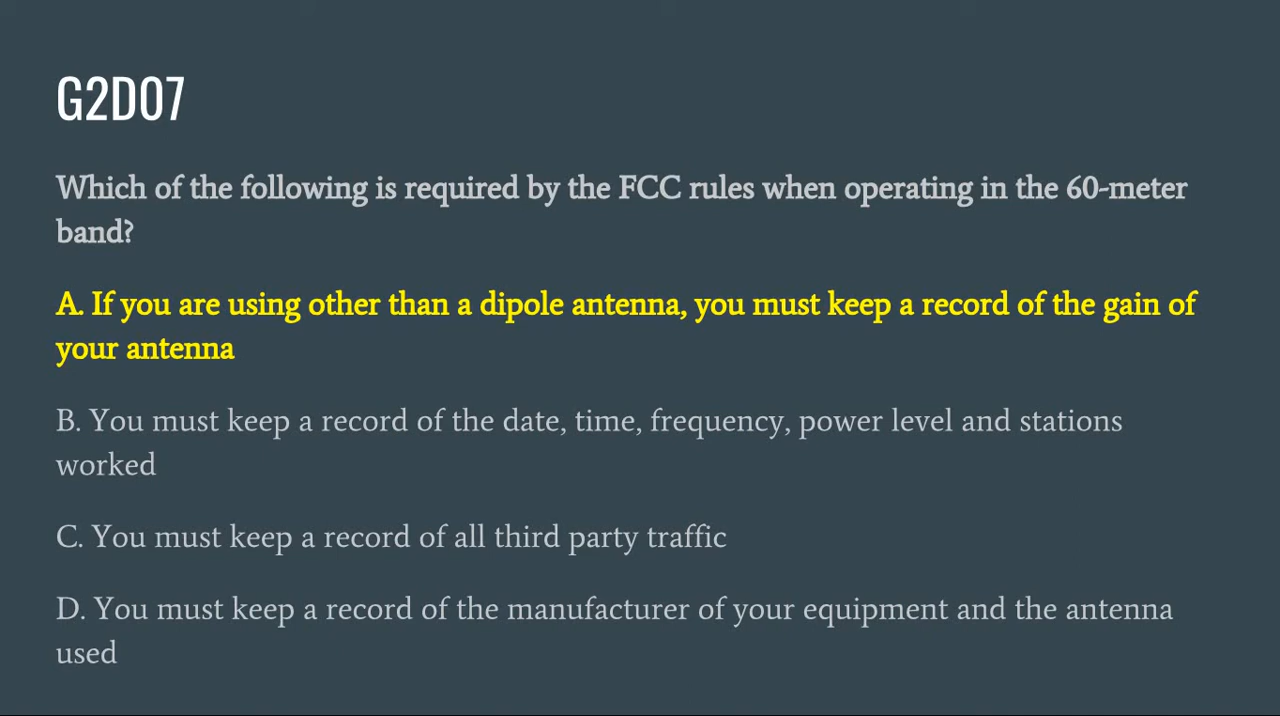 G2D07
Which of the following is required by the FCC rules when operating in the 60-meter
band?
A. If you are using other than a dipole antenna, you must keep a record of the gain of
your antenna
B. You must keep a record of the date, time, frequency, power level and stations
worked
C. You must keep a record of all third party traffic
D. You must keep a record of the manufacturer of your equipment and the antenna
used